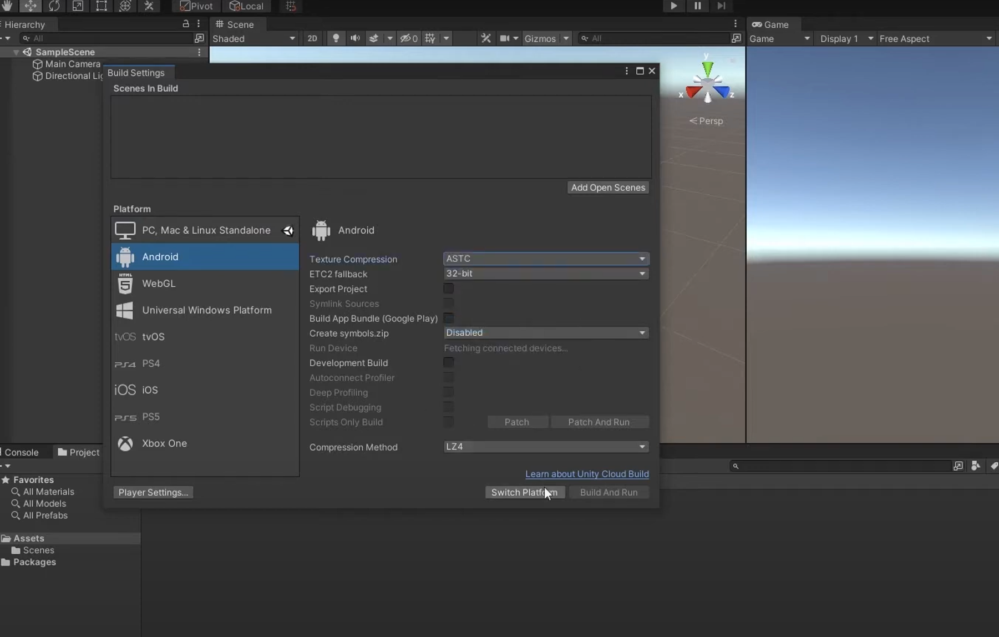 Pivot
Local
Hierarchy
Scene
Game
All
Shaded
2D
0
Gizmos
All
Game
Display 1
Free Aspect
SampleScene
Main Camera
Directional Lig
Build Settings
Scenes In Build
y
x
z
Persp
Add Open Scenes
Platform
PC, Mac & Linux Standalone
Android
HTML
5
WebGL
Universal Windows Platform
tvOS tvOS
PS4 PS4
iOS iOS
PS5 PS5
Xbox One
Android
Texture Compression ASTC
ETC2 fallback 32-bit
Export Project
Symlink Sources
Build App Bundle (Google Play)
Create symbols.zip Disabled
Run Device Fetching connected devices...
Development Build
Autoconnect Profiler
Deep Profiling
Script Debugging
Scripts Only Build Patch Patch And Run
Compression Method LZ4
Learn about Unity Cloud Build
Player Settings... Switch Platform Build And Run
Console Project
Favorites
All Materials
All Models
All Prefabs
Assets
Scenes
Packages